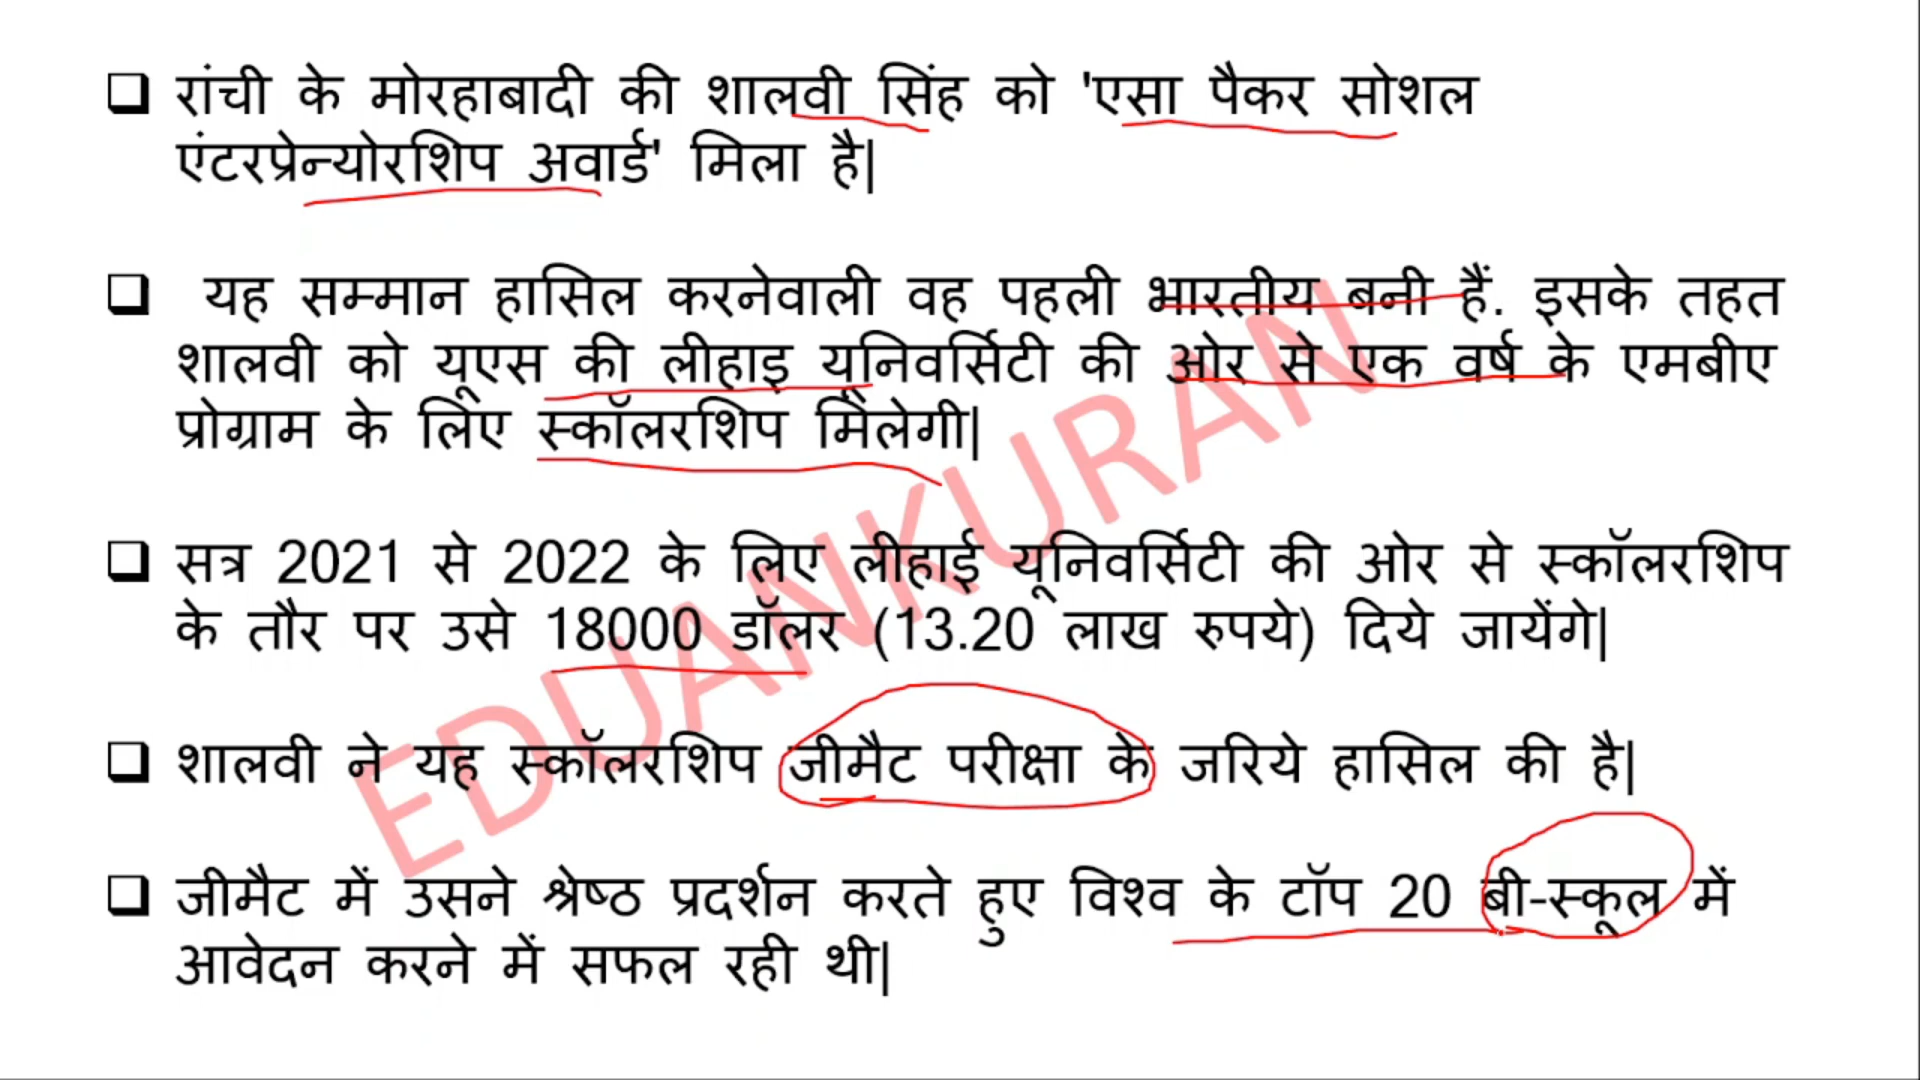 ❑ रांची के मोरहाबादी की शालवी सिंह को 'एसा पैकर सोशल
एंटरप्रेन्योरशिप अवार्ड' मिला है|
❑ यह सम्मान हासिल करनेवाली वह पहली भारतीय बनी हैं. इसके तहत
शालवी को यूएस की लीहाइ यूनिवर्सिटी की ओर से एक वर्ष के एमबीए
प्रोग्राम के लिए स्कॉलरशिप मिलेगी|
❑ सत्र 2021 से 2022 के लिए लीहाई यूनिवर्सिटी की ओर से स्कॉलरशिप
के तौर पर उसे 18000 डॉलर (13.20 लाख रुपये) दिये जायेंगे|
❑ शालवी ने यह स्कॉलरशिप जीमैट परीक्षा के जरिये हासिल की है|
❑ जीमैट में उसने श्रेष्ठ प्रदर्शन करते हुए विश्व के टॉप 20 बी-स्कूल में
आवेदन करने में सफल रही थी|
EDUANKURAN